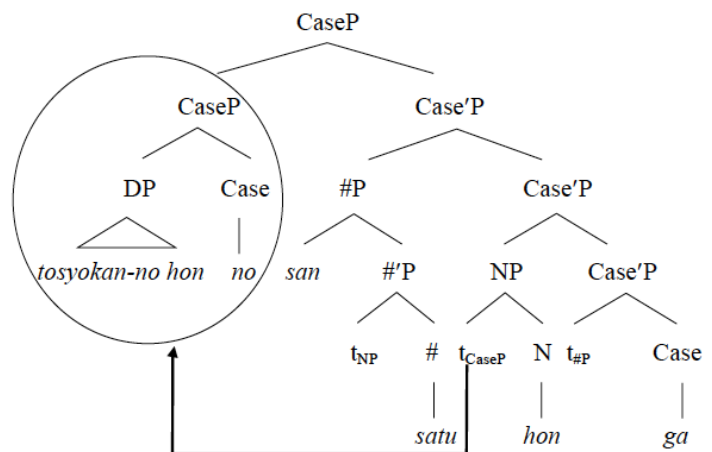 CaseP
CaseP Case′P
DP Case #P Case′P
tosyokan-no hon no san #′P NP Case′P
t_NP # t_CaseP N t_#P Case
satu hon ga